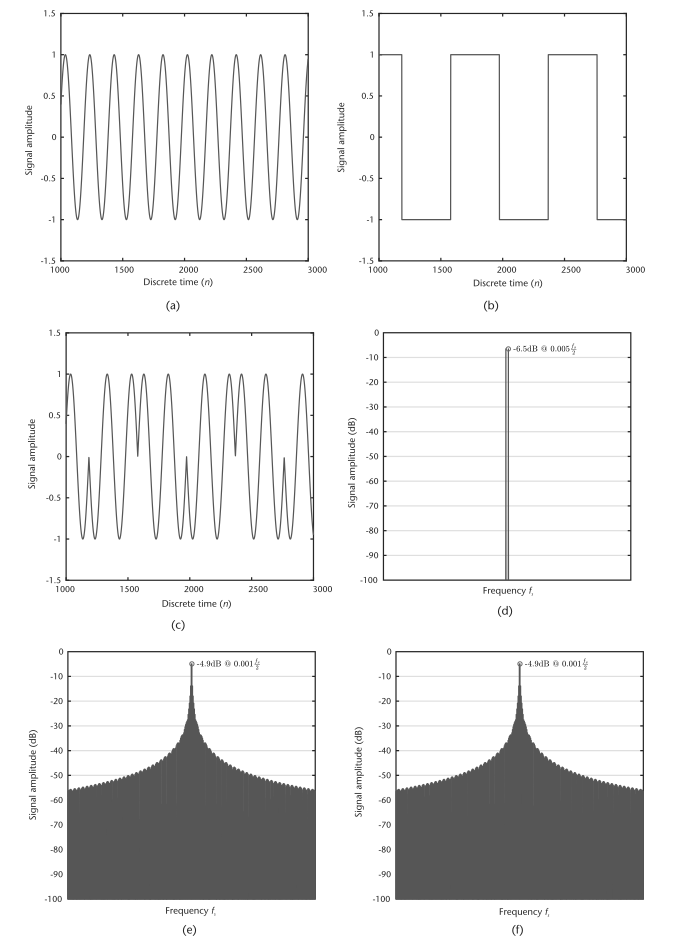 1.5
1
0.5
0
-0.5
-1
-1.5
1000 1500 2000 2500 3000
Signal amplitude
Discrete time (n)
(a)
1.5
1
0.5
0
-0.5
-1
-1.5
1000 1500 2000 2500 3000
Signal amplitude
Discrete time (n)
(b)
1.5
1
0.5
0
-0.5
-1
-1.5
1000 1500 2000 2500 3000
Signal amplitude
Discrete time (n)
(c)
0
-10
-20
-30
-40
-50
-60
-70
-80
-90
-100
Signal amplitude (dB)
-6.5dB @ 0.005 fs/2
Frequency fs
(d)
0
-10
-20
-30
-40
-50
-60
-70
-80
-90
-100
Signal amplitude (dB)
-4.9dB @ 0.001 fs/2
Frequency fs
(e)
0
-10
-20
-30
-40
-50
-60
-70
-80
-90
-100
Signal amplitude (dB)
-4.9dB @ 0.001 fs/2
Frequency fs
(f)